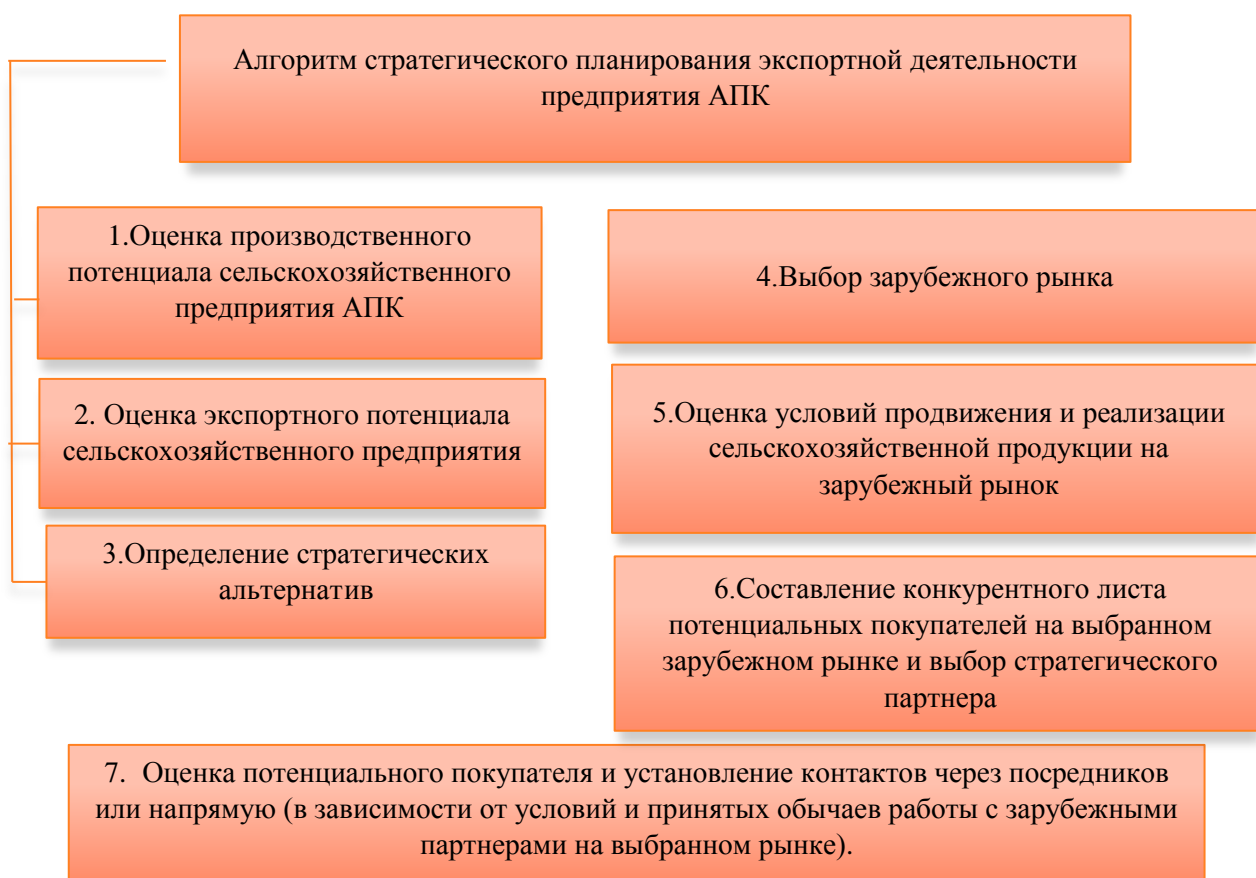 Алгоритм стратегического планирования экспортной деятельности
предприятия АПК
1.Оценка производственного
потенциала сельскохозяйственного
предприятия АПК
2. Оценка экспортного потенциала
сельскохозяйственного предприятия
3.Определение стратегических
альтернатив
4.Выбор зарубежного рынка
5.Оценка условий продвижения и реализации
сельскохозяйственной продукции на
зарубежный рынок
6.Составление конкурентного листа
потенциальных покупателей на выбранном
зарубежном рынке и выбор стратегического
партнера
7. Оценка потенциального покупателя и установление контактов через посредников
или напрямую (в зависимости от условий и принятых обычаев работы с зарубежными
партнерами на выбранном рынке).